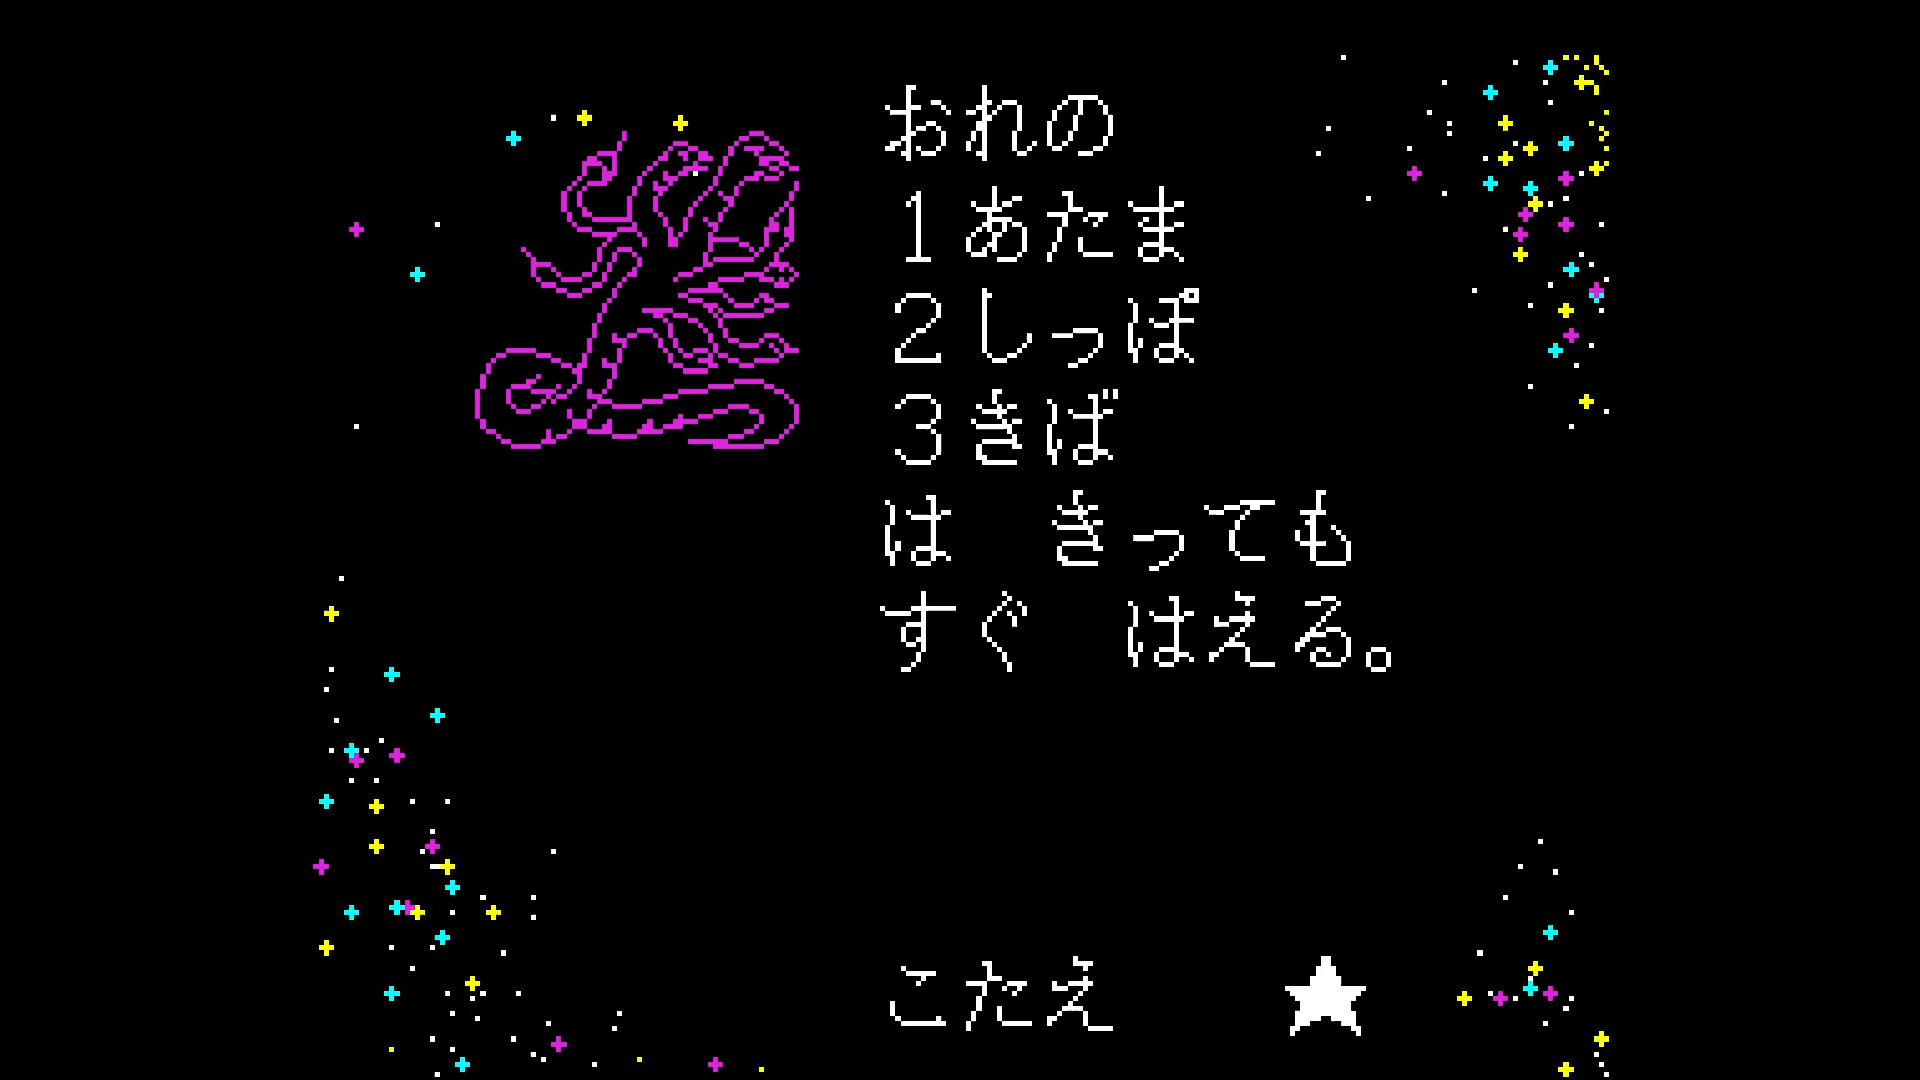 おれの
1あたま
2しっぽ
3きば
は　きっても
すぐ　はえる。
こたえ　　★